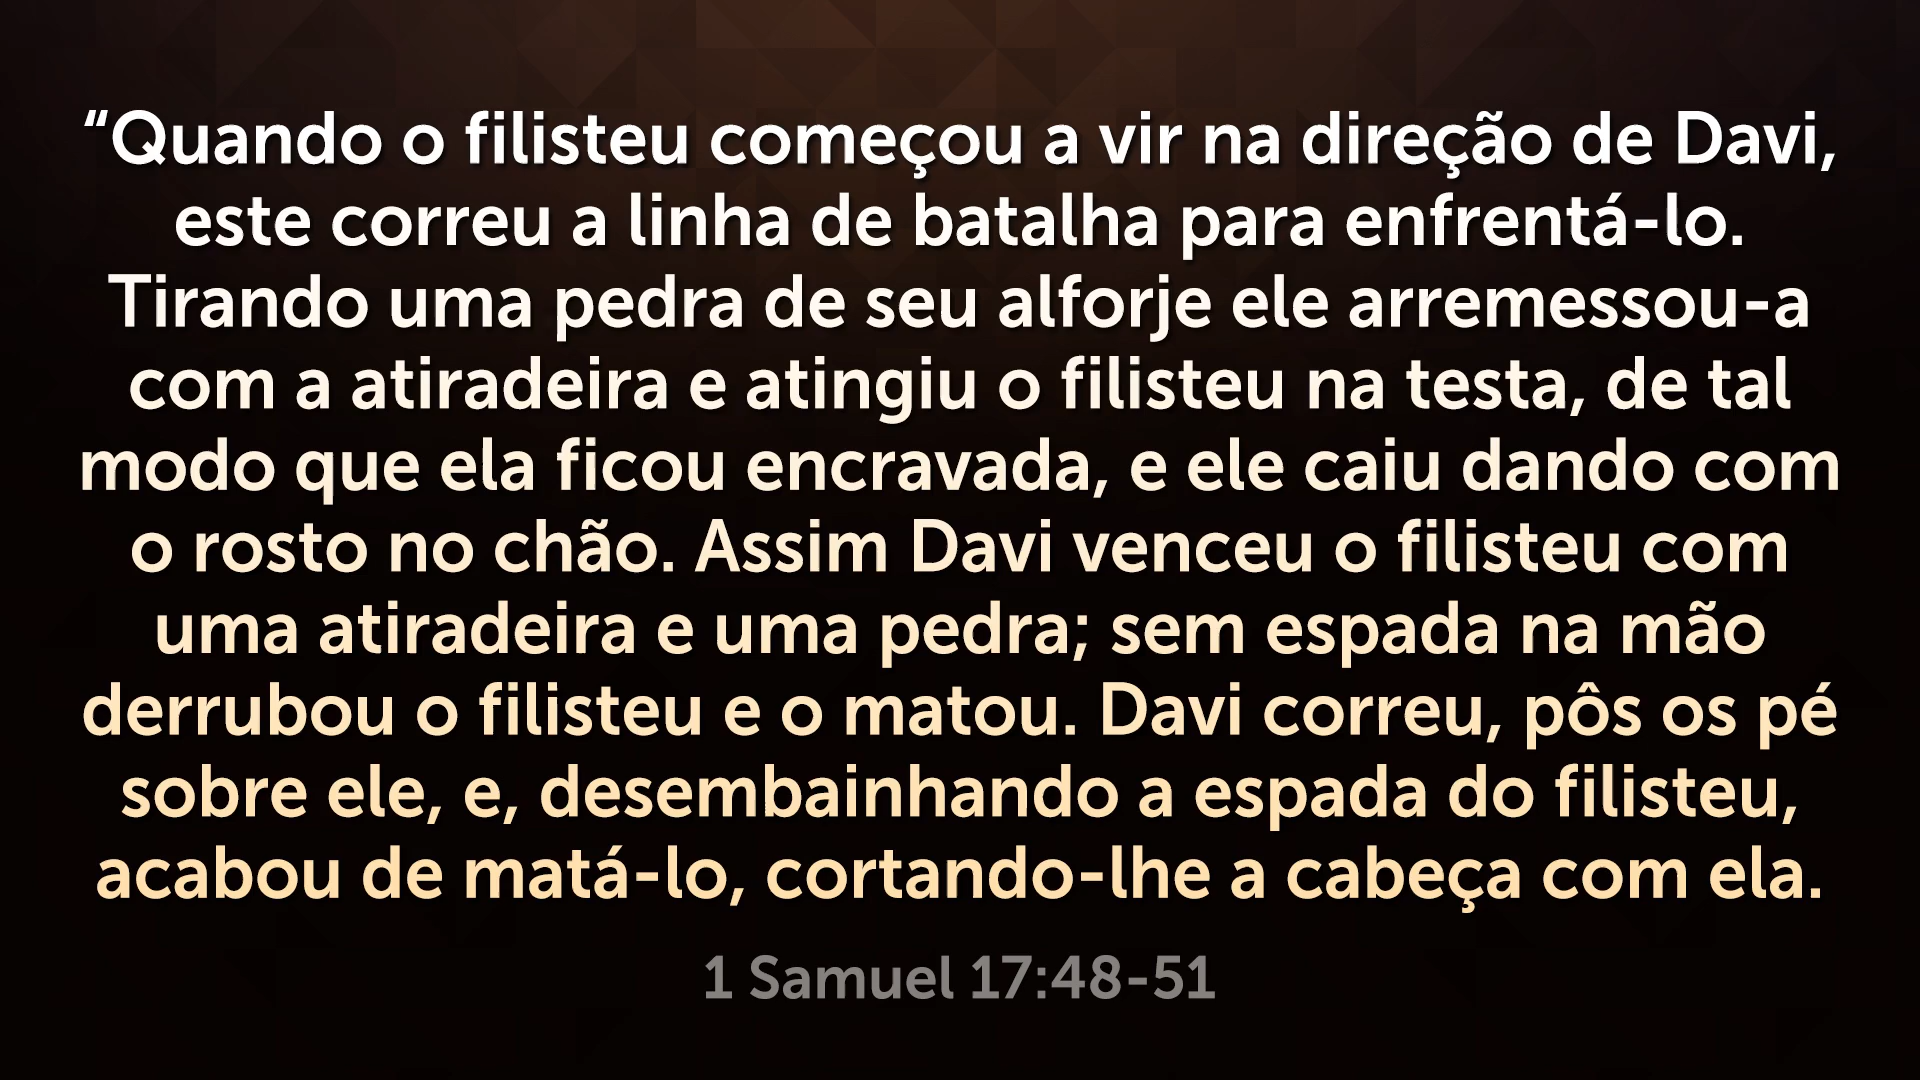 “Quando o filisteu começou a vir na direção de Davi,
este correu a linha de batalha para enfrentá-lo.
Tirando uma pedra de seu alforje ele arremessou-a
com a atiradeira e atingiu o filisteu na testa, de tal
modo que ela ficou encravada, e ele caiu dando com
o rosto no chão. Assim Davi venceu o filisteu com
uma atiradeira e uma pedra; sem espada na mão
derrubou o filisteu e o matou. Davi correu, pôs os pé
sobre ele, e, desembainhando a espada do filisteu,
acabou de matá-lo, cortando-lhe a cabeça com ela.
1 Samuel 17:48-51